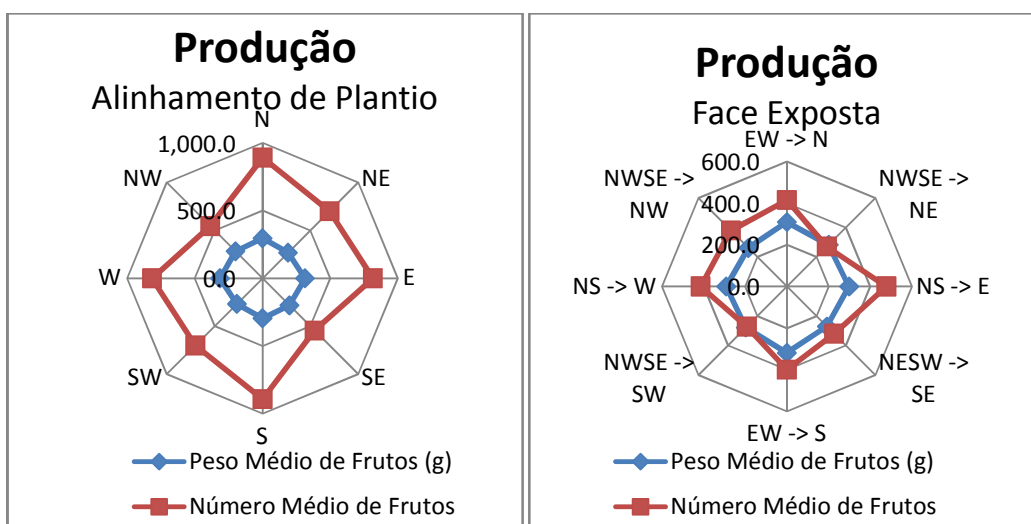 Produção
Alinhamento de Plantio
N
1,000.0
NW
NE
500.0
W
0.0
E
SW
SE
S
Peso Médio de Frutos (g)
Número Médio de Frutos
Produção
Face Exposta
EW -> N
600.0
NWSE ->
NW
NWSE ->
NE
400.0
200.0
NS -> W
0.0
NS -> E
NWSE ->
SW
NESW ->
SE
EW -> S
Peso Médio de Frutos (g)
Número Médio de Frutos